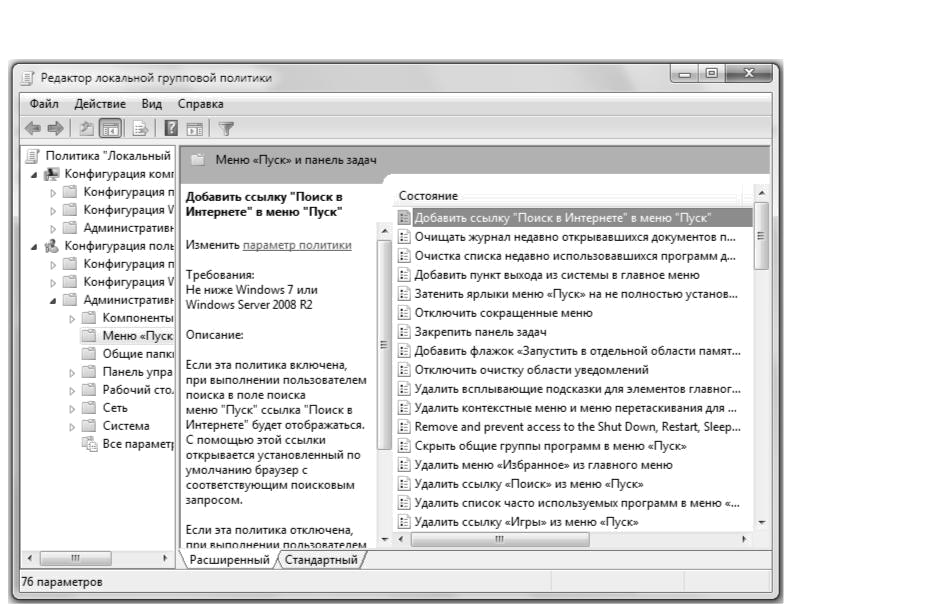 Редактор локальной групповой политики
Файл Действие Вид Справка
Политика "Локальный
Конфигурация комп
Конфигурация п
Конфигурация W
Административн
Конфигурация поль
Конфигурация п
Конфигурация W
Административн
Компоненты
Меню «Пуск
Общие папки
Панель упра
Рабочий сто.
Сеть
Система
Все параметр
Меню «Пуск» и панель задач
Добавить ссылку "Поиск в
Интернете" в меню "Пуск"
Изменить параметр политики
Требования:
Не ниже Windows 7 или
Windows Server 2008 R2
Описание:
Если эта политика включена,
при выполнении пользователем
поиска в поле поиска
меню "Пуск" ссылка "Поиск в
Интернете" будет отображаться.
С помощью этой ссылки
открывается установленный по
умолчанию браузер с
соответствующим поисковым
запросом.
Если эта политика отключена,
при выполнении пользователем
Состояние
Добавить ссылку "Поиск в Интернете" в меню "Пуск"
Очищать журнал недавно открывавшихся документов п...
Очистка списка недавно использовавшихся программ д...
Добавить пункт выхода из системы в главное меню
Затенить ярлыки меню «Пуск» на не полностью установ...
Отключить сокращенные меню
Закрепить панель задач
Добавить флажок «Запустить в отдельной области памят...
Отключить очистку области уведомлений
Удалить всплывающие подсказки для элементов главног...
Удалить контекстные меню и меню перетаскивания для ...
Remove and prevent access to the Shut Down, Restart, Sleep...
Скрыть общие группы программ в меню «Пуск»
Удалить меню «Избранное» из главного меню
Удалить ссылку «Поиск» из меню «Пуск»
Удалить список часто используемых программ в меню «...
Удалить ссылку «Игры» из меню «Пуск»
Расширенный Стандартный
76 параметров